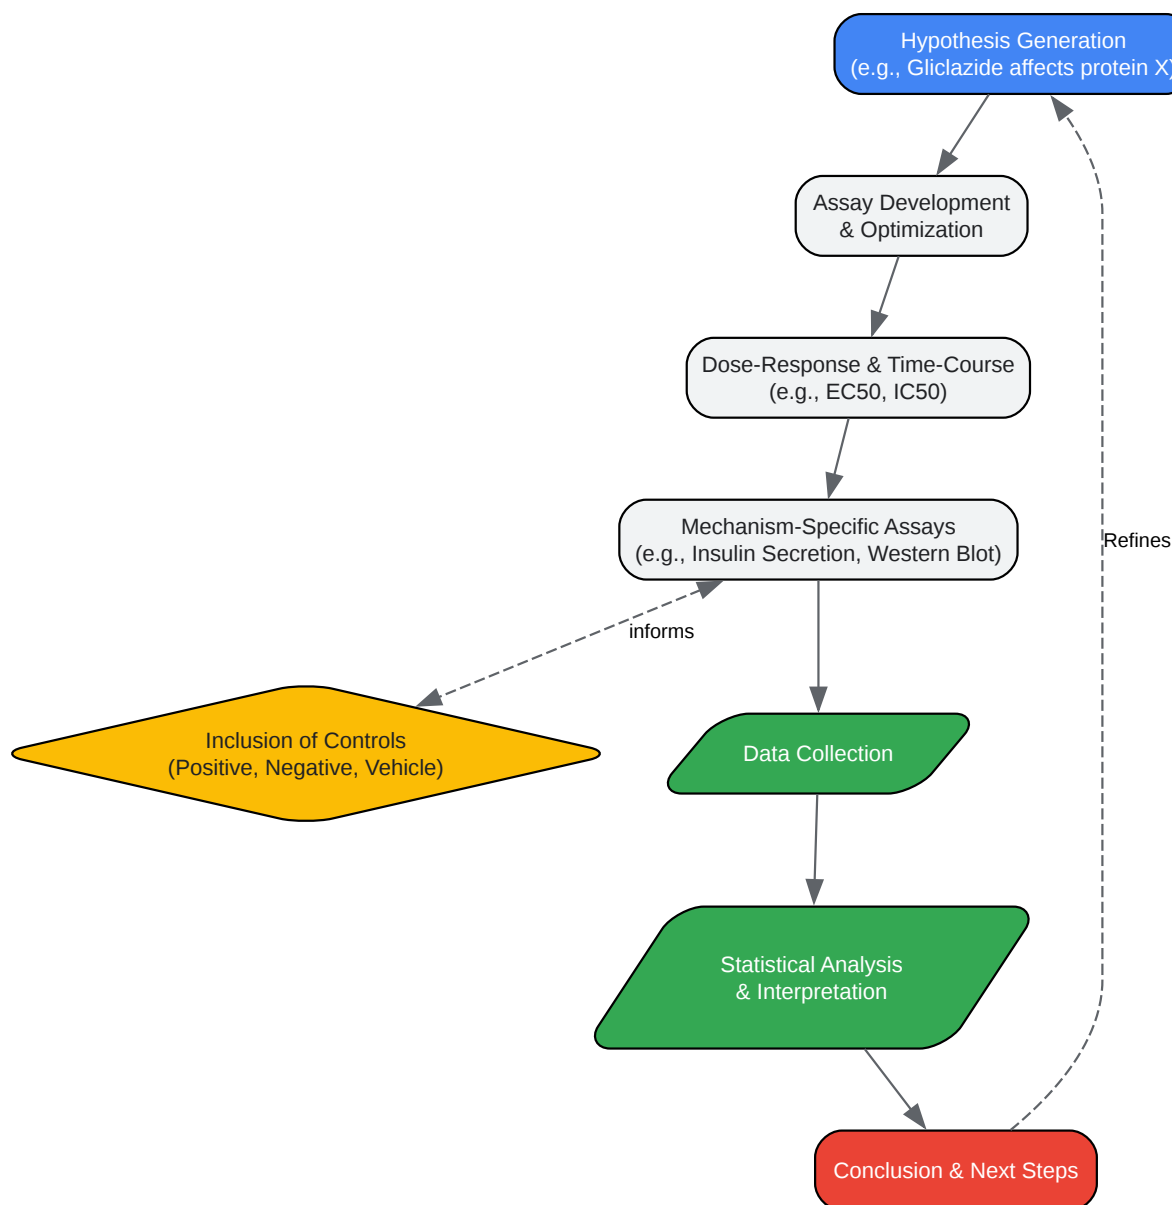 Hypothesis Generation
(e.g., Gliclazide affects protein X)
Assay Development
& Optimization
Dose-Response & Time-Course
(e.g., EC50, IC50)
Mechanism-Specific Assays
(e.g., Insulin Secretion, Western Blot)
Refines
informs
Inclusion of Controls
(Positive, Negative, Vehicle)
Data Collection
Statistical Analysis
& Interpretation
Conclusion & Next Steps